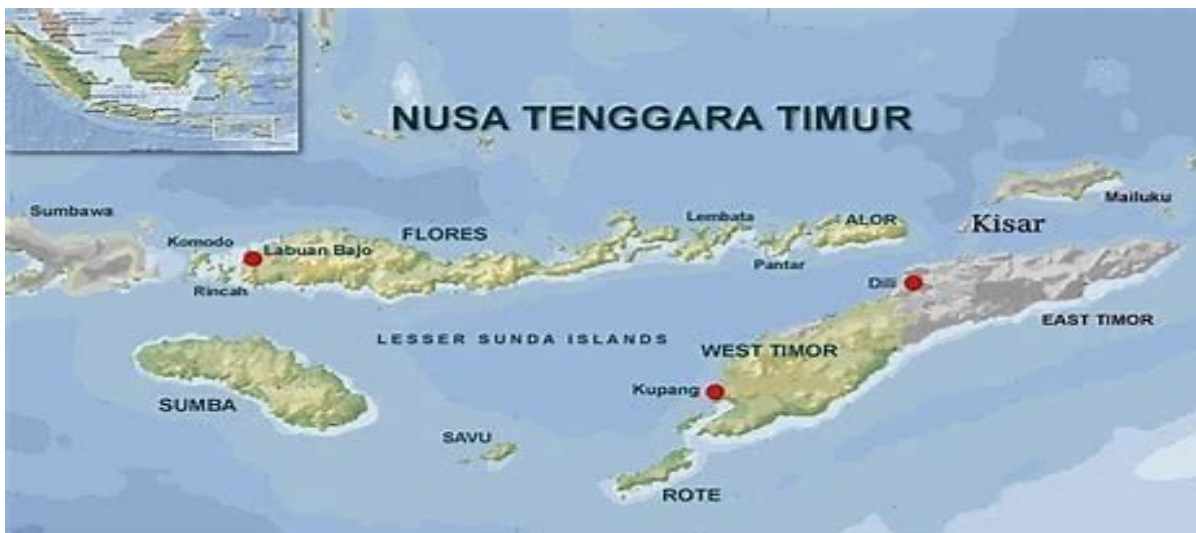 NUSA TENGGARA TIMUR
Sumbawa
Komodo
Labuan Bajo
Rincah
FLORES
Lembata
Pantar
ALOR
Kisar
Mailuku
Dili
EAST TIMOR
LESSER SUNDA ISLANDS
WEST TIMOR
Kupang
SUMBA
SAVU
ROTE